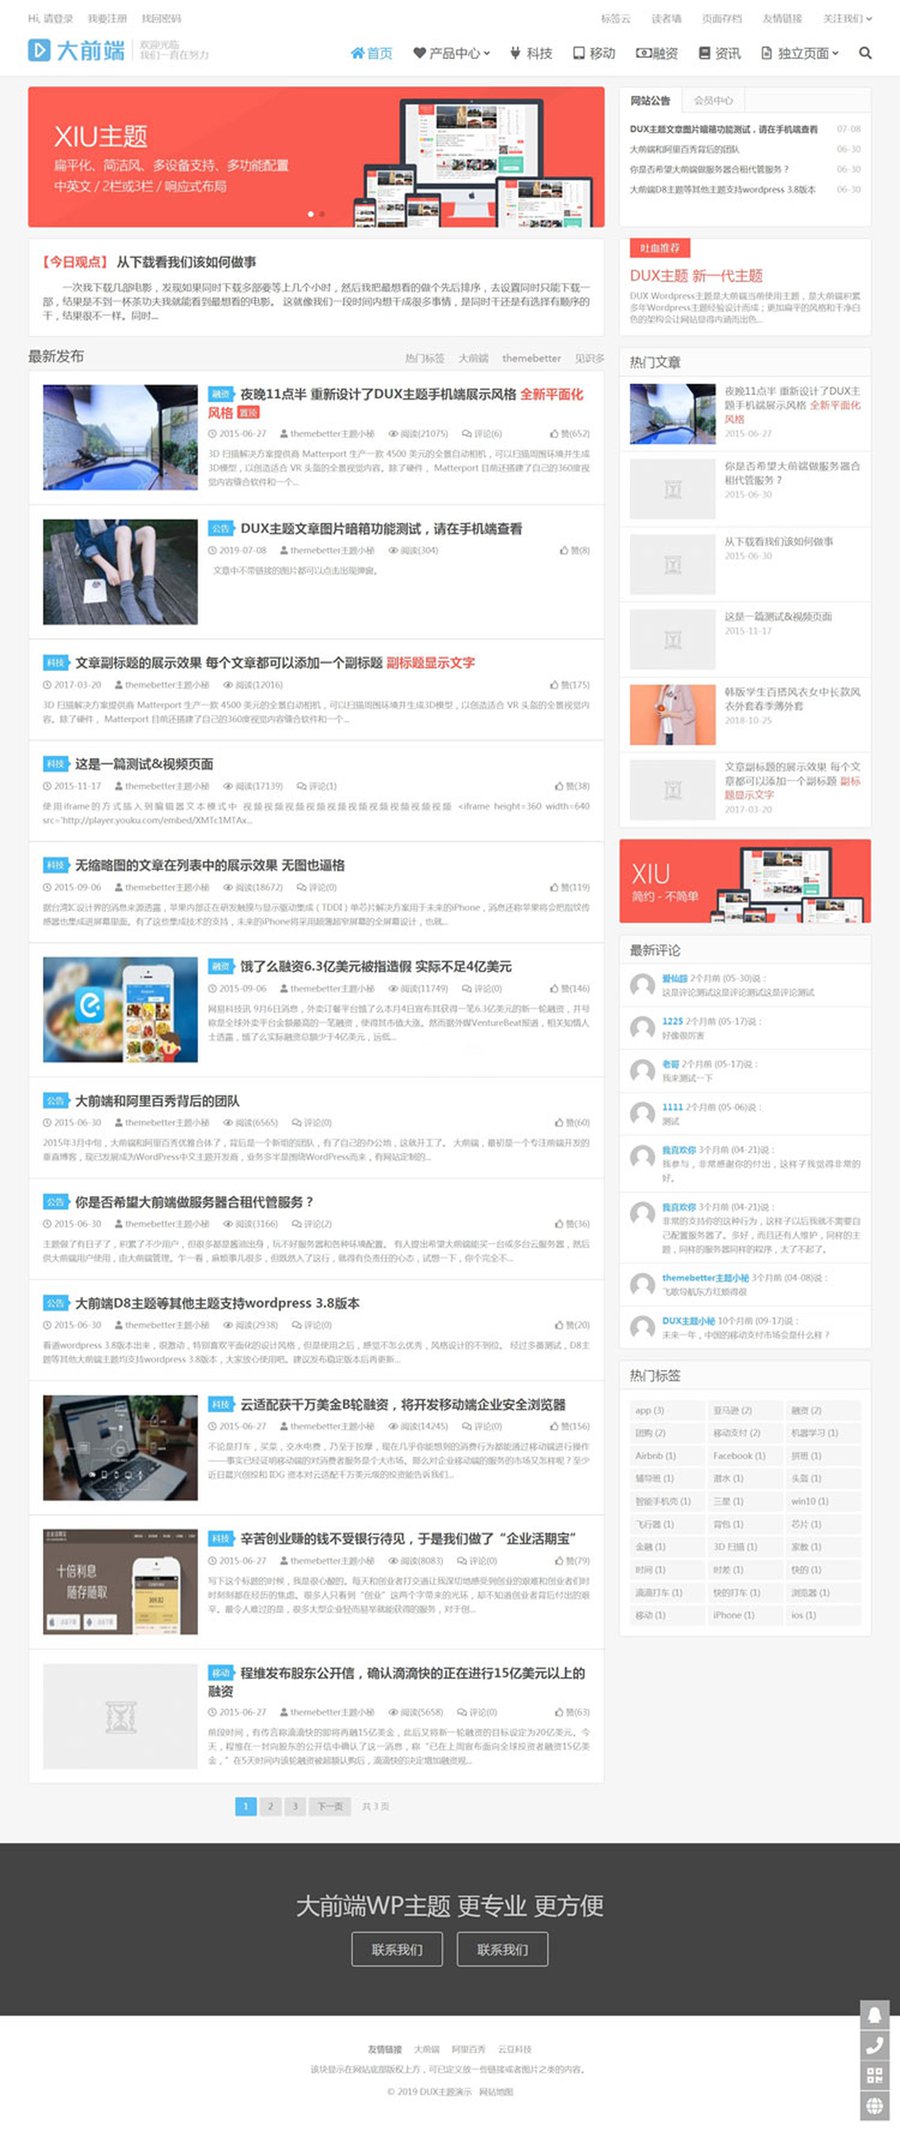 Hi, 请登录 我要注册 找回密码
标签云 读者墙 页面存档 友情链接 关注我们
大前端 欢迎光临
我们一直在努力
首页 产品中心 科技 移动 融资 资讯 独立页面
XIU主题
扁平化、简洁风、多设备支持、多功能配置
中英文 / 2栏或3栏 / 响应式布局
网站公告 会员中心
DUX主题文章图片暗箱功能测试，请在手机端查看 07-08
大前端和阿里百秀背后的团队 06-30
你是否希望大前端做服务器合租代管服务？ 06-30
大前端D8主题等其他主题支持wordpress 3.8版本 06-30
【今日观点】 从下载看我们该如何做事
一次我下载几部电影，发现如果同时下载多部要等上几个小时，然后我把最想看的做个先后排序，去设置同时只能下载一
部，结果是不到一杯茶功夫我就能看到最想看的电影。 这就像我们一段时间内想干成很多事情，是同时干还是有选择有顺序的
干，结果很不一样。同时...
吐血推荐
DUX主题 新一代主题
DUX Wordpress主题是大前端当前使用主题，是大前端积累
多年Wordpress主题经验设计而成；更加扁平的风格和干净白
色的架构会让网站显得内涵而出色...
最新发布
热门标签 大前端 themebetter 见识多
融资 夜晚11点半 重新设计了DUX主题手机端展示风格 全新平面化
风格 置顶
2015-06-27 themebetter主题小秘 阅读(21075) 评论(6) 赞(652)
3D 扫描解决方案提供商 Matterport 生产一款 4500 美元的全景自动相机，可以扫描周围环境并生成
3D模型，以创造适合 VR 头盔的全景视觉内容。除了硬件， Matterport 目前还搭建了自己的360度视
觉内容缝合软件和一个...
公告 DUX主题文章图片暗箱功能测试，请在手机端查看
2019-07-08 themebetter主题小秘 阅读(304) 赞(8)
文章中不带链接的图片都可以点击出现弹窗。
科技 文章副标题的展示效果 每个文章都可以添加一个副标题 副标题显示文字
2017-03-20 themebetter主题小秘 阅读(12016) 赞(175)
3D 扫描解决方案提供商 Matterport 生产一款 4500 美元的全景自动相机，可以扫描周围环境并生成3D模型，以创造适合 VR 头盔的全景视觉内
容。除了硬件， Matterport 目前还搭建了自己的360度视觉内容缝合软件和一个...
科技 这是一篇测试&视频页面
2015-11-17 themebetter主题小秘 阅读(17139) 评论(1) 赞(38)
使用iframe的方式插入到编辑器文本模式中 视频视频视频视频视频视频视频视频视频视频 <iframe height=360 width=640
src="http://player.youku.com/embed/XMTc1MTAx...
科技 无缩略图的文章在列表中的展示效果 无图也逼格
2015-09-06 themebetter主题小秘 阅读(18672) 评论(0) 赞(119)
据台湾IC设计界的消息来源透露，苹果内部正在研发触摸与显示驱动集成（TDDI）单芯片解决方案用于未来的iPhone，消息还称苹果将会把指纹传
感器也集成进屏幕里面。有了这些集成技术的支持，未来的iPhone将采用超薄超窄屏幕的全屏幕设计，也就...
融资 饿了么融资6.3亿美元被指造假 实际不足4亿美元
2015-09-06 themebetter主题小秘 阅读(11749) 评论(0) 赞(146)
网易科技讯 9月6日消息，外卖订餐平台饿了么本月4日宣布其获得一笔6.3亿美元的新一轮融资，并号
称是全球外卖平台金额最高的一笔融资，使得其市值大涨。然而据外媒VentureBeat报道，相关知情人
士透露，饿了么实际融资总额少于4亿美元，远低...
公告 大前端和阿里百秀背后的团队
2015-06-30 themebetter主题小秘 阅读(6565) 评论(0) 赞(60)
2015年3月中旬，大前端和阿里百秀优雅合体了，背后是一个新组的团队，有了自己的办公地，这就开工了。 大前端，最初是一个专注前端开发的
垂直博客，现已发展成为WordPress中文主题开发商，业务多半是围绕WordPress而来，有网站定制的...
公告 你是否希望大前端做服务器合租代管服务？
2015-06-30 themebetter主题小秘 阅读(3166) 评论(2) 赞(36)
主题做了有日子了，积累了不少用户，但很多都是酱油出身，玩不好服务器和各种环境配置。 有人提出希望大前端能买一台或多台云服务器，然后
供大前端用户使用，由大前端管理。乍一看，麻烦事儿很多，但既然入了这行，就得有负责任的心态，试想一下，你个完全不...
公告 大前端D8主题等其他主题支持wordpress 3.8版本
2015-06-30 themebetter主题小秘 阅读(2938) 评论(0) 赞(20)
看道wordpress 3.8版本出来，很激动，特别喜欢平面化的设计风格，但是使用之后，感觉不怎么优秀，风格设计的不到位。 经过多番测试，D8主
题等其他大前端主题均支持wordpress 3.8版本，大家放心使用吧。建议发布稳定版本后再更新...
科技 云适配获千万美金B轮融资，将开发移动端企业安全浏览器
2015-06-27 themebetter主题小秘 阅读(14245) 评论(0) 赞(156)
不论是打车，买菜，交水电费，乃至于按摩，现在几乎你能想到的消费行为都能通过移动端进行操作
——事实已经证明移动端的对消费者服务是个大市场。那么对企业移动端的服务的市场又怎样呢？至少
近日晨兴创投和 IDG 资本对云适配千万美元级的投资能告诉我们...
十倍利息
随存随取
科技 辛苦创业赚的钱不受银行待见，于是我们做了“企业活期宝”
2015-06-27 themebetter主题小秘 阅读(8083) 评论(0) 赞(79)
写下这个标题的时候，我是很心酸的。每天和创业者打交道让我深切地感受到创业的艰难和创业者们时
时刻刻都在经历的焦虑。很多人只看到“创业”这两个字带来的光环，却不知道创业者背后付出的艰
辛。最令人难过的是，很多大型企业轻而易举就能获得的服务，对于创...
移动 程维发布股东公开信，确认滴滴快的正在进行15亿美元以上的
融资
2015-06-27 themebetter主题小秘 阅读(5658) 评论(0) 赞(63)
前段时间，有传言称滴滴快的即将再融15亿美金，此后又将新一轮融资的目标设定为20亿美元。今
天，程维在一封向股东的公开信中确认了这一消息，称“已在上周宣布面向全球投资者融资15亿美
金，”在5天时间内该轮融资被超额认购后，滴滴快的决定增加融资规...
1 2 3 下一页 共 3 页
热门文章
夜晚11点半 重新设计了DUX主
题手机端展示风格 全新平面化
风格
2015-06-27
你是否希望大前端做服务器合
租代管服务？
2015-06-30
从下载看我们该如何做事
2015-06-30
这是一篇测试&视频页面
2015-11-17
韩版学生百搭风衣女中长款风
衣外套春季薄外套
2018-10-25
文章副标题的展示效果 每个文
章都可以添加一个副标题 副标
题显示文字
2017-03-20
XIU
简约 - 不简单
最新评论
2个月前 (05-30)说：
这是评论测试这是评论测试这是评论测试
1225 2个月前 (05-17)说：
好像很厉害
老哥 2个月前 (05-17)说：
我来测试一下
1111 2个月前 (05-06)说：
测试
我喜欢你 3个月前 (04-21)说：
我参与，非常感谢你的付出，这样子我觉得非常的
好。
我喜欢你 3个月前 (04-21)说：
非常的支持你的这种行为，这样子以后我就不需要自
己配置服务器了。多好，而且还有人维护，同样的主
题，同样的服务器同样的程序，太了不起了。
themebetter主题小秘 3个月前 (04-08)说：
飞歌导航东方红烦得很
DUX主题小秘 10个月前 (09-17)说：
未来一年，中国的移动支付市场会是什么样？
热门标签
app (3) 亚马逊 (2) 融资 (2)
团购 (2) 移动支付 (2) 机器学习 (1)
Airbnb (1) Facebook (1) 拼班 (1)
辅导班 (1) 潜水 (1) 头盔 (1)
智能手机壳 (1) 三星 (1) win10 (1)
飞行器 (1) 背包 (1) 芯片 (1)
金融 (1) 3D 扫描 (1) 家教 (1)
时间 (1) 时差 (1) 快的 (1)
滴滴打车 (1) 快的打车 (1) 浏览器 (1)
移动 (1) iPhone (1) ios (1)
大前端WP主题 更专业 更方便
联系我们 联系我们
友情链接 大前端 阿里百秀 云豆科技
该块显示在网站底部版权上方，可已定义放一些链接或者图片之类的内容。
© 2019 DUX主题演示 网站地图